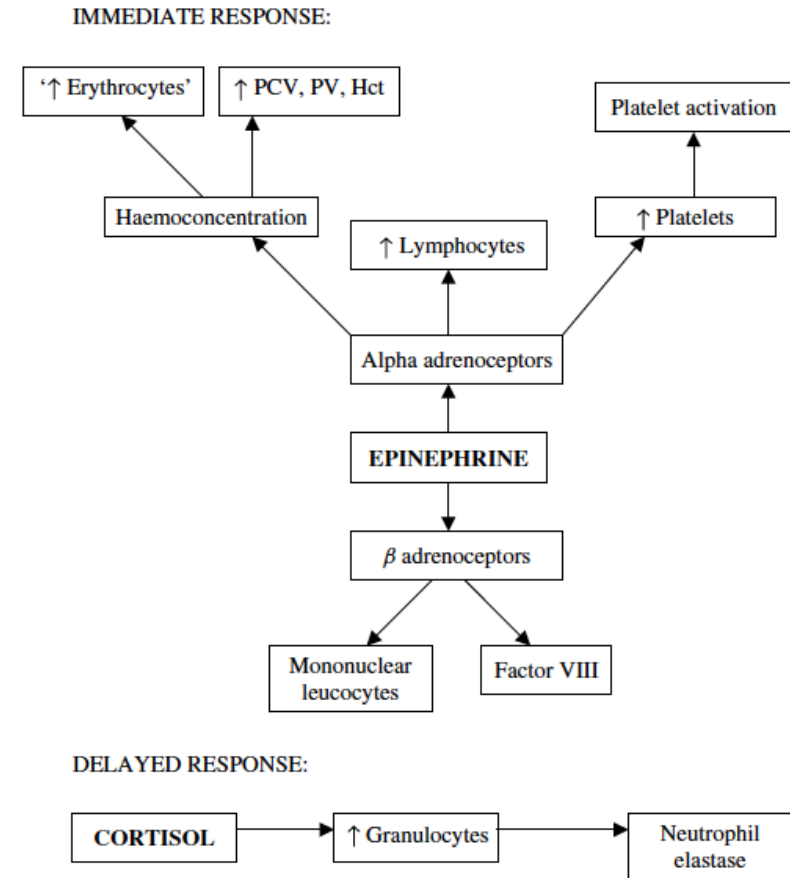 IMMEDIATE RESPONSE:
‘↑ Erythrocytes’
↑ PCV, PV, Hct
Platelet activation
Haemoconcentration
↑ Platelets
↑ Lymphocytes
Alpha adrenoceptors
EPINEPHRINE
β adrenoceptors
Mononuclear
leucocytes
Factor VIII
DELAYED RESPONSE:
CORTISOL
↑ Granulocytes
Neutrophil
elastase